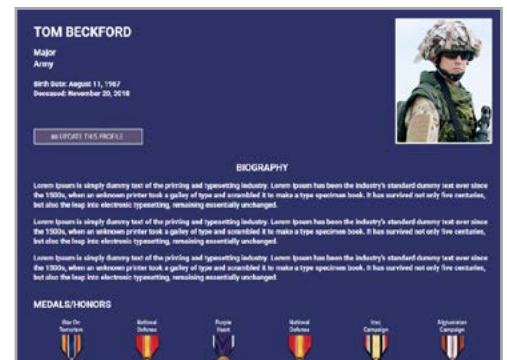 TOM BECKFORD
Major
Army
Birth Date: August 11, 1967
Deceased: November 20, 2018
UPDATE THIS PROFILE
BIOGRAPHY
Lorem Ipsum is simply dummy text of the printing and typesetting industry. Lorem Ipsum has been the industry's standard dummy text ever since
the 1500s, when an unknown printer took a galley of type and scrambled it to make a type specimen book. It has survived not only five centuries,
but also the leap into electronic typesetting, remaining essentially unchanged.
Lorem Ipsum is simply dummy text of the printing and typesetting industry. Lorem Ipsum has been the industry's standard dummy text ever since
the 1500s, when an unknown printer took a galley of type and scrambled it to make a type specimen book. It has survived not only five centuries,
but also the leap into electronic typesetting, remaining essentially unchanged.
Lorem Ipsum is simply dummy text of the printing and typesetting industry. Lorem Ipsum has been the industry's standard dummy text ever since
the 1500s, when an unknown printer took a galley of type and scrambled it to make a type specimen book. It has survived not only five centuries,
but also the leap into electronic typesetting, remaining essentially unchanged.
MEDALS/HONORS
War On National Purple National Iraq Afghanistan
Terrorism Defense Heart Defense Campaign Campaign